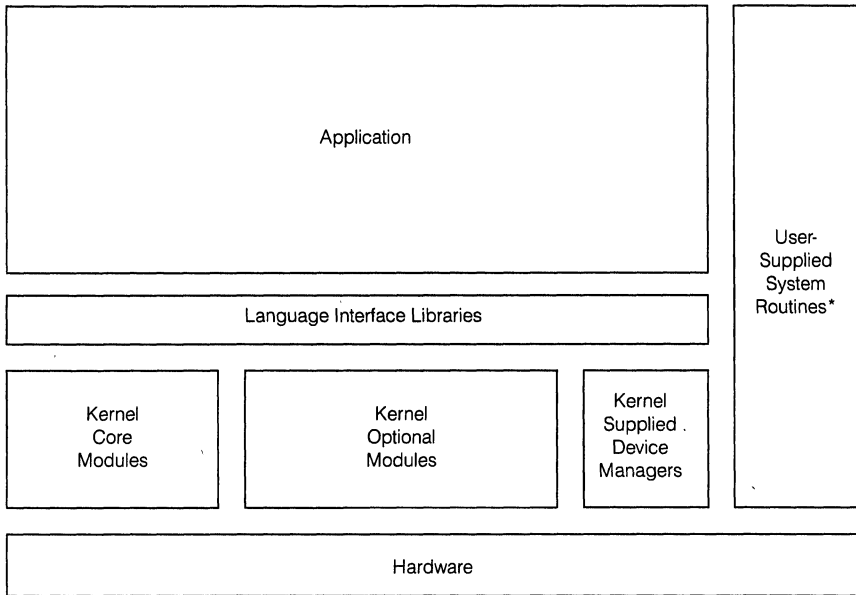 Application
User-
Supplied
System
Routines*
Language Interface Libraries
Kernel
Core
Modules
Kernel
Optional
Modules
Kernel
Supplied
Device
Managers
Hardware